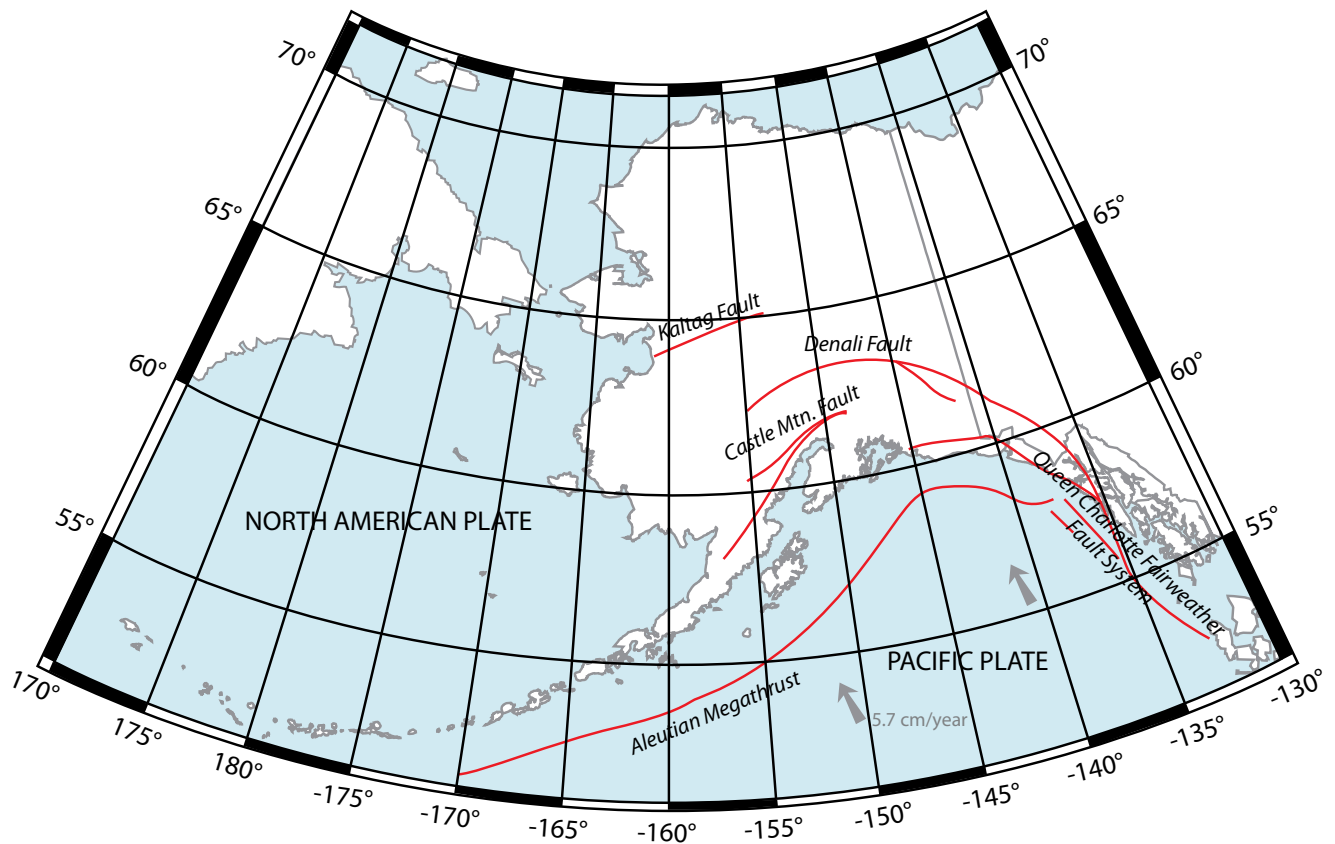 70°
70°
65°
65°
60°
60°
55°
55°
Kaltag Fault
Denali Fault
Castle Mtn. Fault
Queen Charlotte Fairweather
Fault System
NORTH AMERICAN PLATE
PACIFIC PLATE
Aleutian Megathrust
5.7 cm/year
170°
175°
180°
-175°
-170°
-165°
-160°
-155°
-150°
-145°
-140°
-135°
-130°